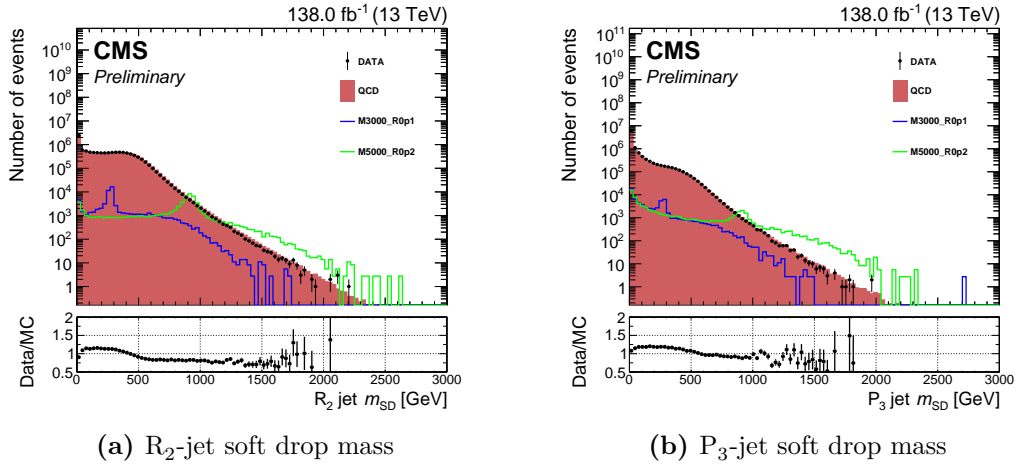 138.0 fb⁻¹ (13 TeV)
CMS
Preliminary
DATA
QCD
M3000_R0p1
M5000_R0p2
Number of events
10¹⁰
10⁹
10⁸
10⁷
10⁶
10⁵
10⁴
10³
10²
10
1
Data/MC
2
1.5
1
0.5
0 500 1000 1500 2000 2500 3000
R₂ jet m_SD [GeV]
(a) R₂-jet soft drop mass
138.0 fb⁻¹ (13 TeV)
CMS
Preliminary
DATA
QCD
M3000_R0p1
M5000_R0p2
Number of events
10¹¹
10¹⁰
10⁹
10⁸
10⁷
10⁶
10⁵
10⁴
10³
10²
10
1
Data/MC
2
1.5
1
0.5
0 500 1000 1500 2000 2500 3000
P₃ jet m_SD [GeV]
(b) P₃-jet soft drop mass